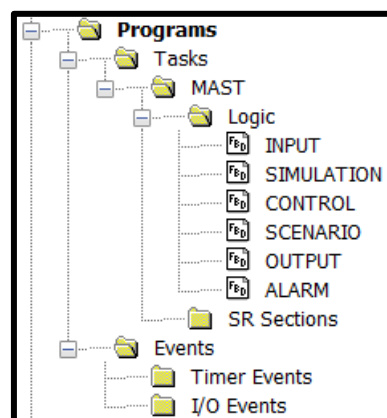 Programs
Tasks
MAST
Logic
FBD INPUT
FBD SIMULATION
FBD CONTROL
FBD SCENARIO
FBD OUTPUT
FBD ALARM
SR Sections
Events
Timer Events
I/O Events